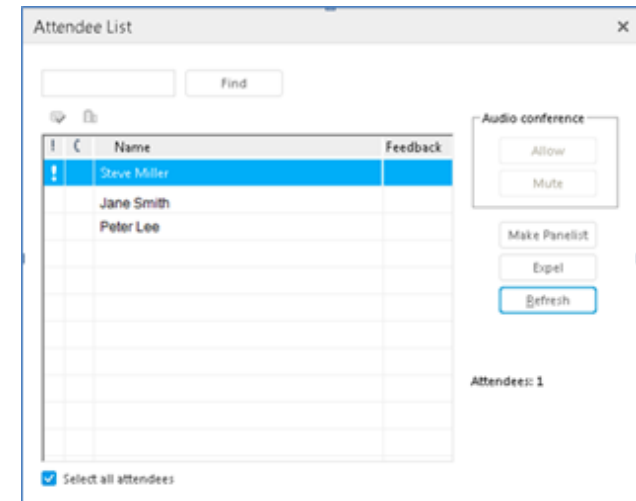 Attendee List
Find
Audio conference
! Name Feedback
Allow
! Steve Miller
Mute
Jane Smith
Peter Lee
Make Panelist
Expel
Refresh
Attendees: 1
Select all attendees